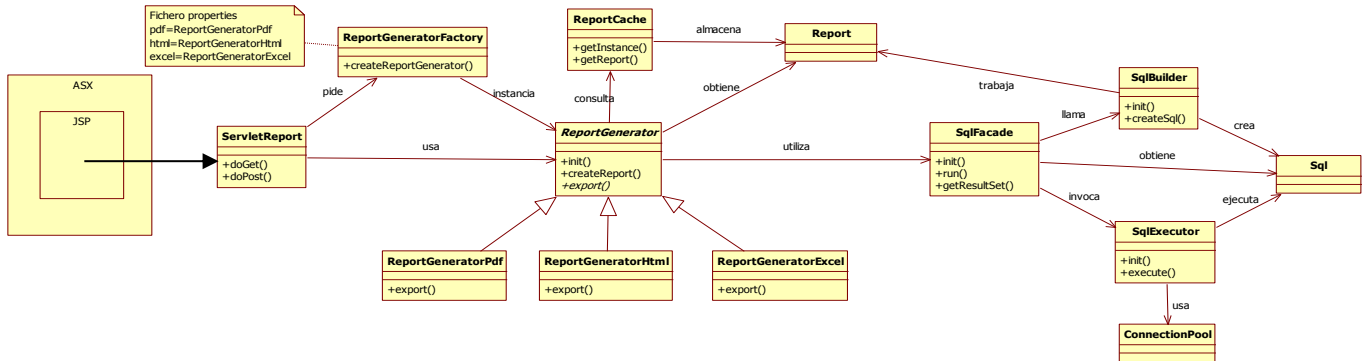 Fichero properties
pdf=ReportGeneratorPdf
html=ReportGeneratorHtml
excel=ReportGeneratorExcel
ReportGeneratorFactory
+createReportGenerator()
ReportCache
+getInstance()
+getReport()
almacena
Report
ASX
JSP
pide
instancia
consulta
obtiene
trabaja
SqlBuilder
+init()
+createSql()
llama
crea
ServletReport
+doGet()
+doPost()
usa
ReportGenerator
+init()
+createReport()
+export()
utiliza
SqlFacade
+init()
+run()
+getResultSet()
obtiene
Sql
invoca
ejecuta
SqlExecutor
+init()
+execute()
ReportGeneratorPdf
+export()
ReportGeneratorHtml
+export()
ReportGeneratorExcel
+export()
usa
ConnectionPool